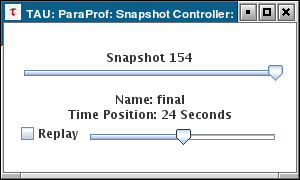 τ TAU: ParaProf: Snapshot Controller:
Snapshot 154
Name: final
Time Position: 24 Seconds
Replay